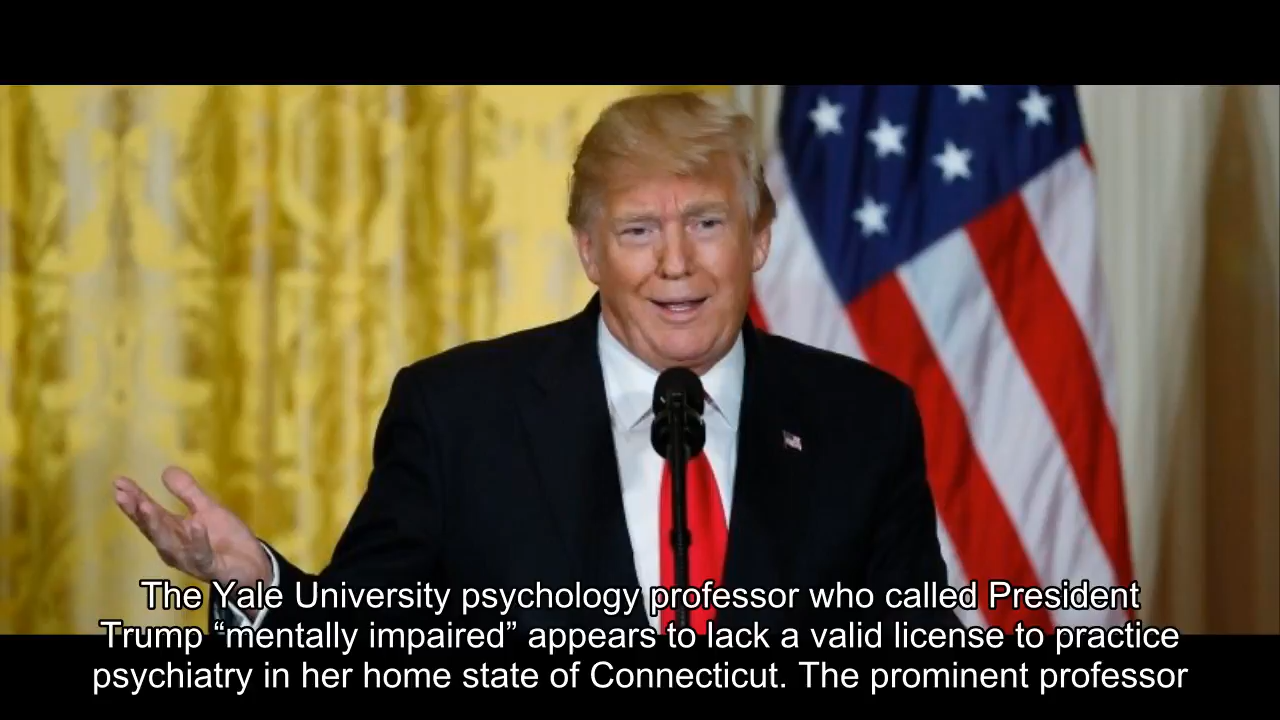 The Yale University psychology professor who called President
Trump “mentally impaired” appears to lack a valid license to practice
psychiatry in her home state of Connecticut. The prominent professor